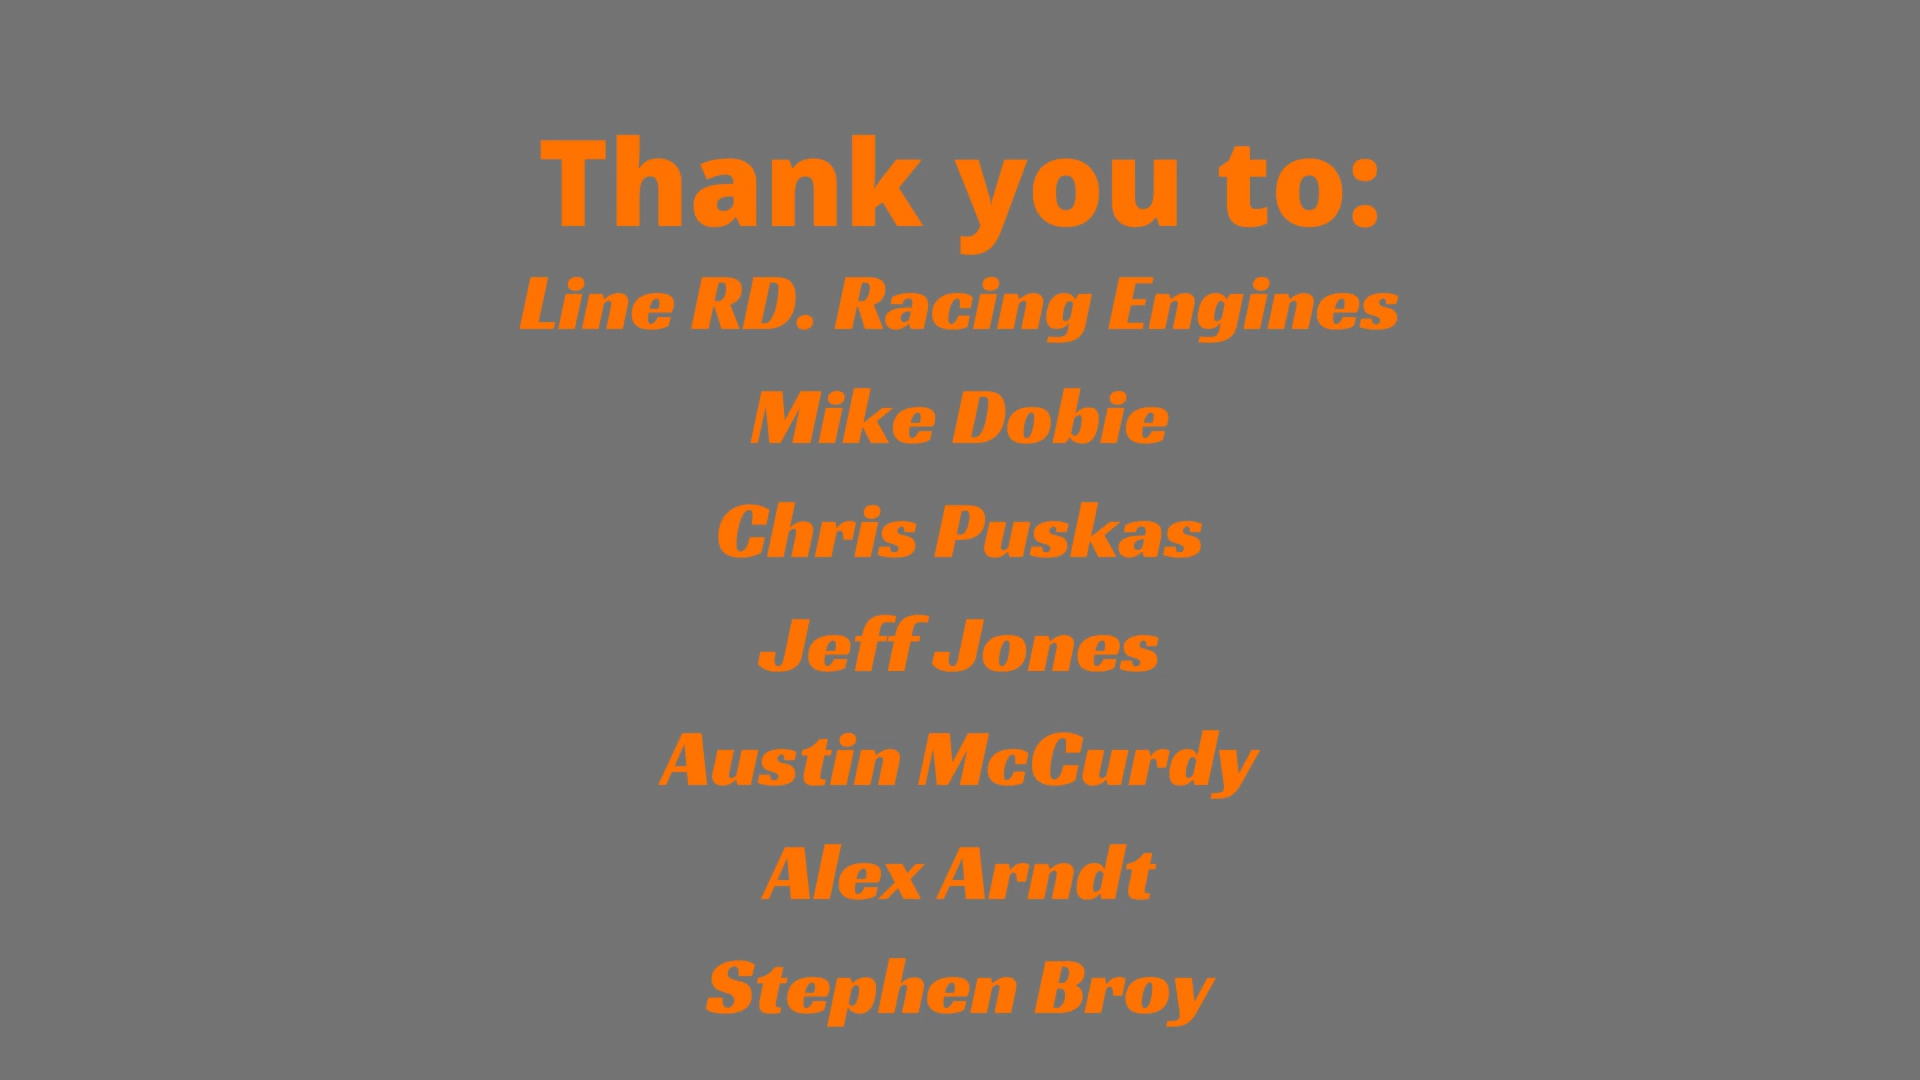 Thank you to:
Line RD. Racing Engines
Mike Dobie
Chris Puskas
Jeff Jones
Austin McCurdy
Alex Arndt
Stephen Broy